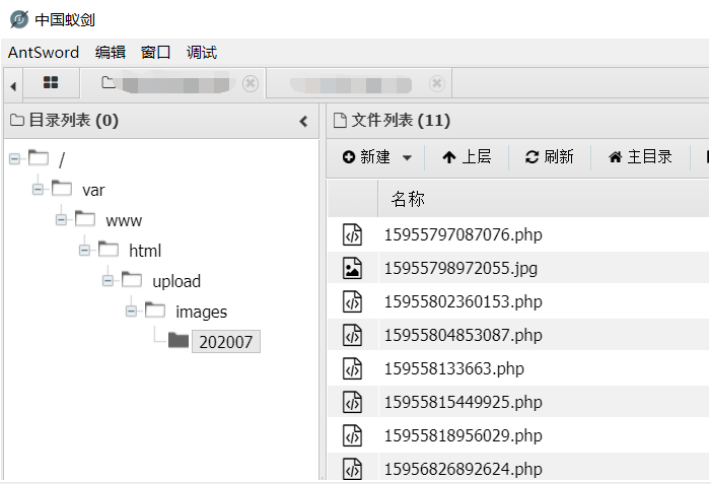 中国蚁剑
AntSword 编辑 窗口 调试
目录列表 (0)
文件列表 (11)
新建 上层 刷新 主目录
/
var
www
html
upload
images
202007
名称
15955797087076.php
15955798972055.jpg
15955802360153.php
15955804853087.php
159558133663.php
15955815449925.php
15955818956029.php
15956826892624.php